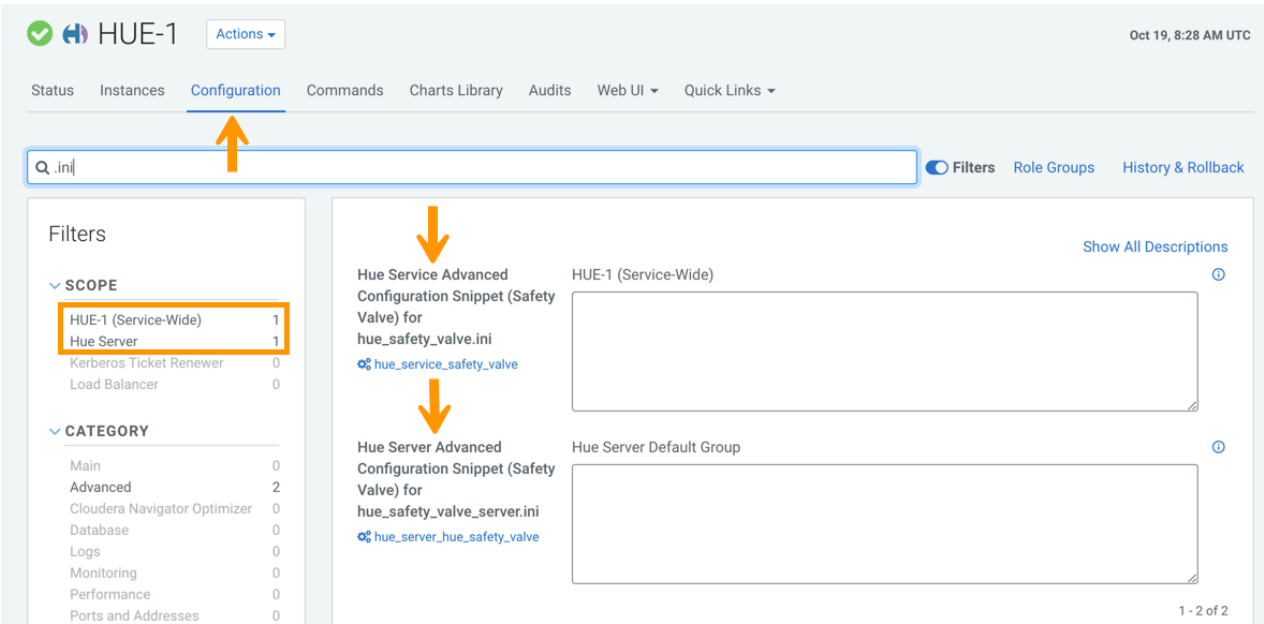 HUE-1 Actions Oct 19, 8:28 AM UTC
Status Instances Configuration Commands Charts Library Audits Web UI Quick Links
.ini Filters Role Groups History & Rollback
Filters
SCOPE
HUE-1 (Service-Wide) 1
Hue Server 1
Kerberos Ticket Renewer 0
Load Balancer 0
CATEGORY
Main 0
Advanced 2
Cloudera Navigator Optimizer 0
Database 0
Logs 0
Monitoring 0
Performance 0
Ports and Addresses 0
Show All Descriptions
Hue Service Advanced
Configuration Snippet (Safety
Valve) for
hue_safety_valve.ini
hue_service_safety_valve
HUE-1 (Service-Wide)
Hue Server Advanced
Configuration Snippet (Safety
Valve) for
hue_safety_valve_server.ini
hue_server_hue_safety_valve
Hue Server Default Group
1 - 2 of 2